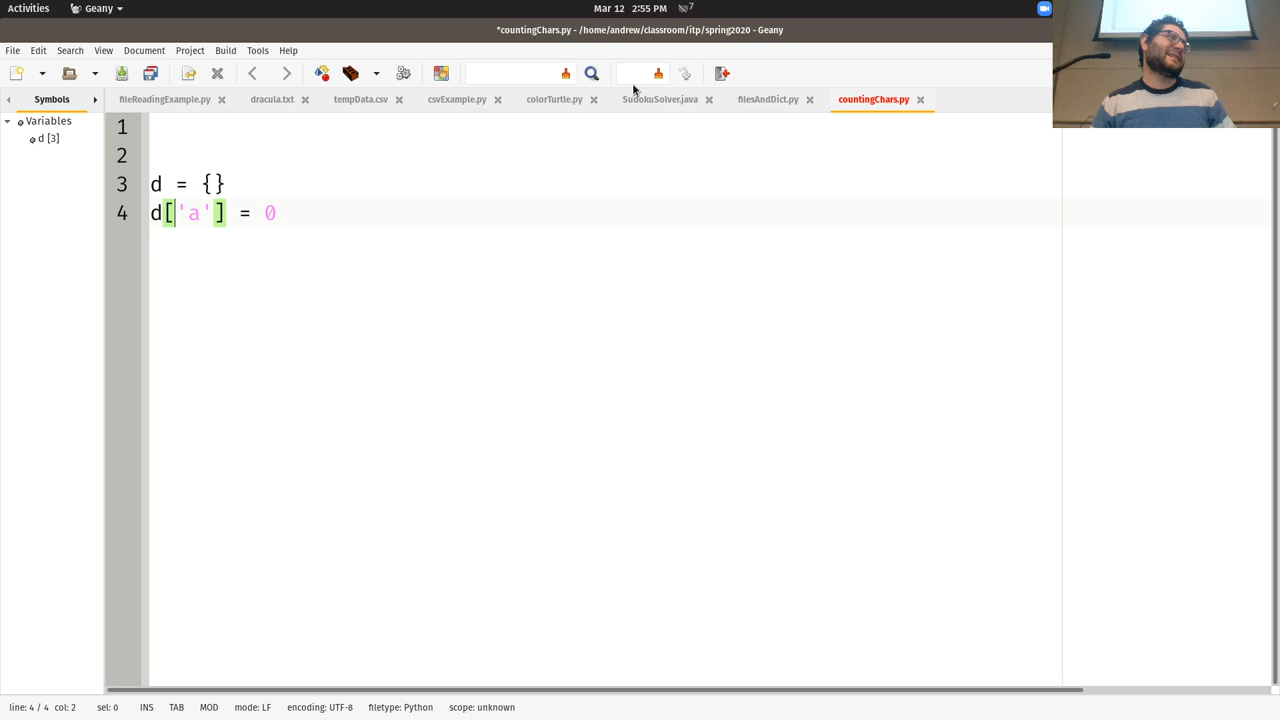 Activities
Geany
Mar 12 2:55 PM
7
*countingChars.py - /home/andrew/classroom/itp/spring2020 - Geany
File Edit Search View Document Project Build Tools Help
Symbols
fileReadingExample.py
dracula.txt
tempData.csv
csvExample.py
colorTurtle.py
SudokuSolver.java
filesAndDict.py
countingChars.py
Variables
d [3]
1
2
3 d = {}
4 d['a'] = 0
line: 4 / 4 col: 2 sel: 0 INS TAB MOD mode: LF encoding: UTF-8 filetype: Python scope: unknown